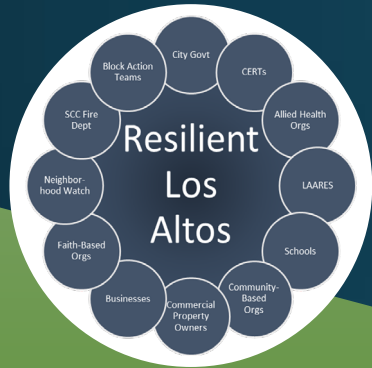 City Govt
CERTs
Allied Health
Orgs
LAARES
Schools
Community-
Based
Orgs
Commercial
Property
Owners
Businesses
Faith-Based
Orgs
Neighbor-
hood Watch
SCC Fire
Dept
Block Action
Teams
Resilient
Los
Altos